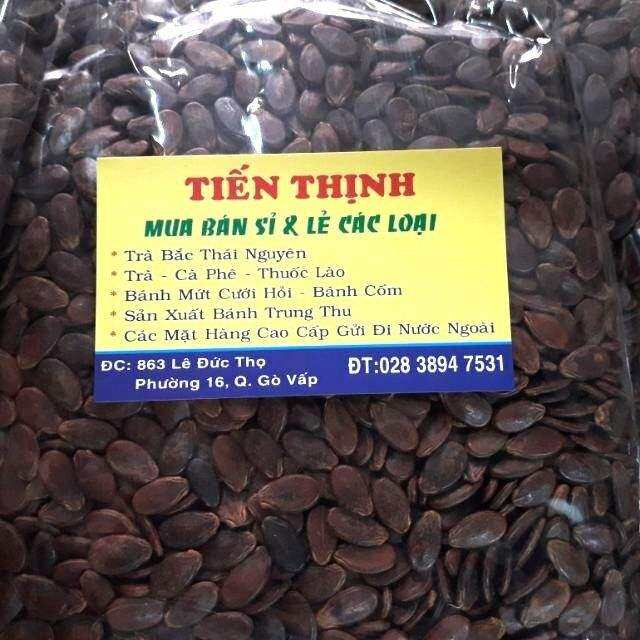 TIẾN THỊNH
MUA BÁN SỈ & LẺ CÁC LOẠI
* Trà Bắc Thái Nguyên
* Trà - Cà Phê - Thuốc Lào
* Bánh Mứt Cưới Hỏi - Bánh Cốm
* Sản Xuất Bánh Trung Thu
* Các Mặt Hàng Cao Cấp Gửi Đi Nước Ngoài
ĐC: 863 Lê Đức Thọ ĐT:028 3894 7531
Phường 16, Q. Gò Vấp